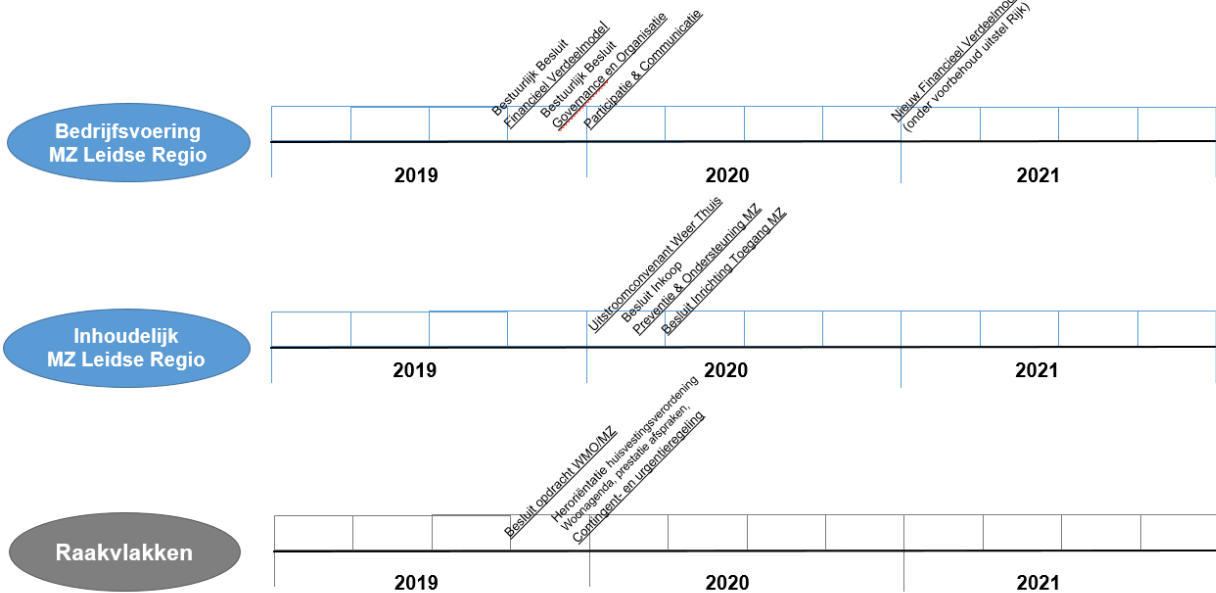 Bedrijfsvoering
MZ Leidse Regio
Bestuurlijk Besluit
Financieel Verdeelmodel
Bestuurlijk Besluit
Governance en Organisatie
Participatie & Communicatie
Nieuw Financieel Verdeelmod
(onder voorbehoud uitstel Rijk)
2019
2020
2021
Inhoudelijk
MZ Leidse Regio
Uitstroomconvenant Weer Thuis
Besluit Inkoop
Preventie & Ondersteuning MZ
Besluit Inrichting Toegang MZ
2019
2020
2021
Raakvlakken
Besluit opdracht WMO/MZ
Heroriëntatie huisvestingsverordening
Woonagenda, prestatie afspraken,
Contingent- en urgentieregeling
2019
2020
2021